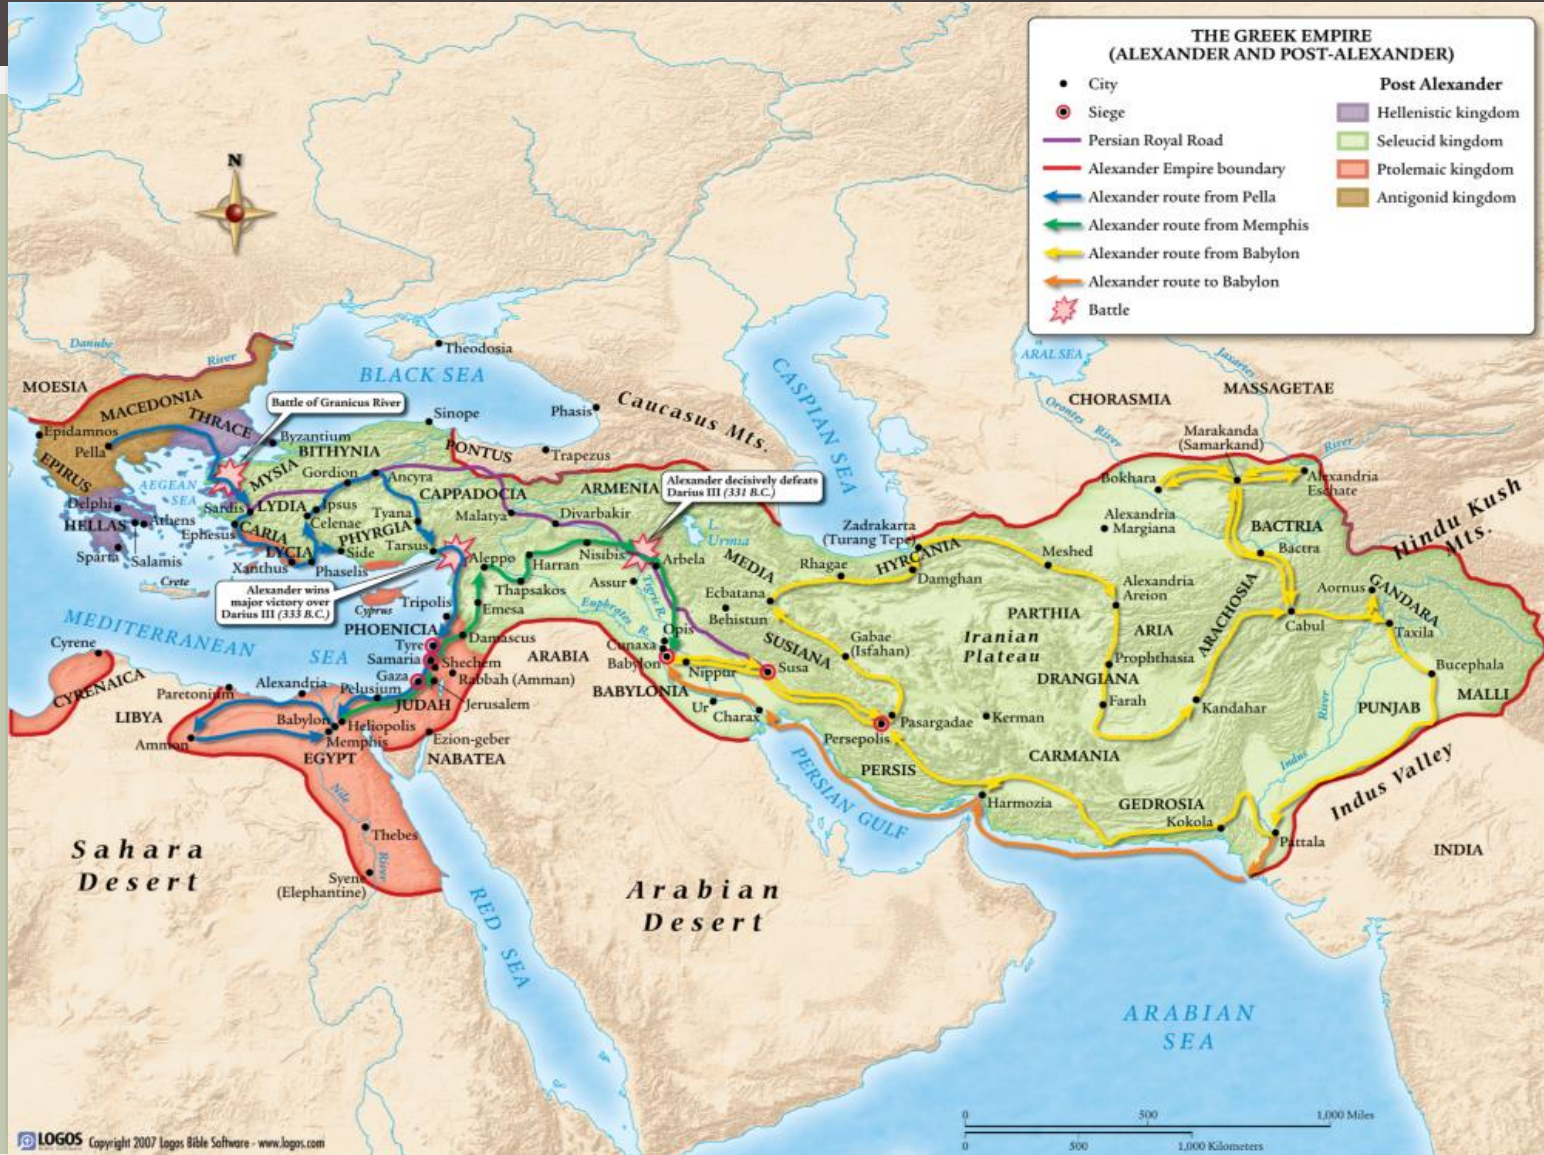 THE GREEK EMPIRE
(ALEXANDER AND POST-ALEXANDER)
City
Siege
Persian Royal Road
Alexander Empire boundary
Alexander route from Pella
Alexander route from Memphis
Alexander route from Babylon
Alexander route to Babylon
Battle
Post Alexander
Hellenistic kingdom
Seleucid kingdom
Ptolemaic kingdom
Antigonid kingdom
N
Danube
River
MOESIA
MACEDONIA
THRACE
Battle of Granicus River
Theodosia
BLACK SEA
Sinope
Phasis
Caucasus Mts.
CASPIAN SEA
ARAL SEA
Jaxartes
River
CHORASMIA
MASSAGETAE
Orontes
River
Marakanda
(Samarkand)
Epidamnos
Pella
EPIRUS
Byzantium
BITHYNIA
PONTUS
Trapezus
MYSIA
Gordion
Ancyra
AEGEAN
SEA
CAPPADOCIA
ARMENIA
Alexander decisively defeats
Darius III (331 B.C.)
Bokhara
Alexandria
Eschate
Delphi
HELLAS
Athens
Sardis
LYDIA
Ipsus
Celenae
Tyana
Malatya
Divarbakir
Ephesus
CARIA
PHYRGIA
L.
Urmia
Zadrakarta
(Turang Tepe)
Alexandria
Margiana
BACTRIA
Hindu Kush
Mts.
Sparta
Salamis
LYCIA
Side
Tarsus
Xanthus
Phaselis
Aleppo
Harran
Nisibis
Arbela
MEDIA
HYRCANIA
Rhagae
Damghan
Meshed
Bactra
Crete
Alexander wins
major victory over
Darius III (333 B.C.)
Cyprus
Thapsakos
Assur
Tigris R.
Euphrates R.
Ecbatana
Behistun
Alexandria
Areion
Aornus
GANDARA
MEDITERRANEAN
SEA
Tripolis
Emesa
PHOENICIA
Damascus
Opis
Cunaxa
Babylon
SUSIANA
Gabae
(Isfahan)
PARTHIA
Iranian
Plateau
ARIA
ARACHOSIA
Cabul
Taxila
Cyrene
CYRENAICA
Tyre
Samaria
Gaza
Shechem
Rabbah (Amman)
ARABIA
Nippur
Susa
Prophthasia
DRANGIANA
Bucephala
MALLI
Paretonium
Alexandria
Pelusium
JUDAH
Jerusalem
BABYLONIA
Ur
Charax
Pasargadae
Persepolis
Kerman
Farah
Kandahar
River
Indus
PUNJAB
LIBYA
Ammon
Babylon
Heliopolis
Memphis
EGYPT
Ezion-geber
NABATEA
PERSIAN GULF
PERSIS
CARMANIA
Harmozia
GEDROSIA
Kokola
Pattala
Indus Valley
INDIA
Nile
River
Thebes
Syene
(Elephantine)
Sahara
Desert
RED SEA
Arabian
Desert
ARABIAN
SEA
0 500 1,000 Miles
0 500 1,000 Kilometers
LOGOS Copyright 2007 Logos Bible Software - www.logos.com